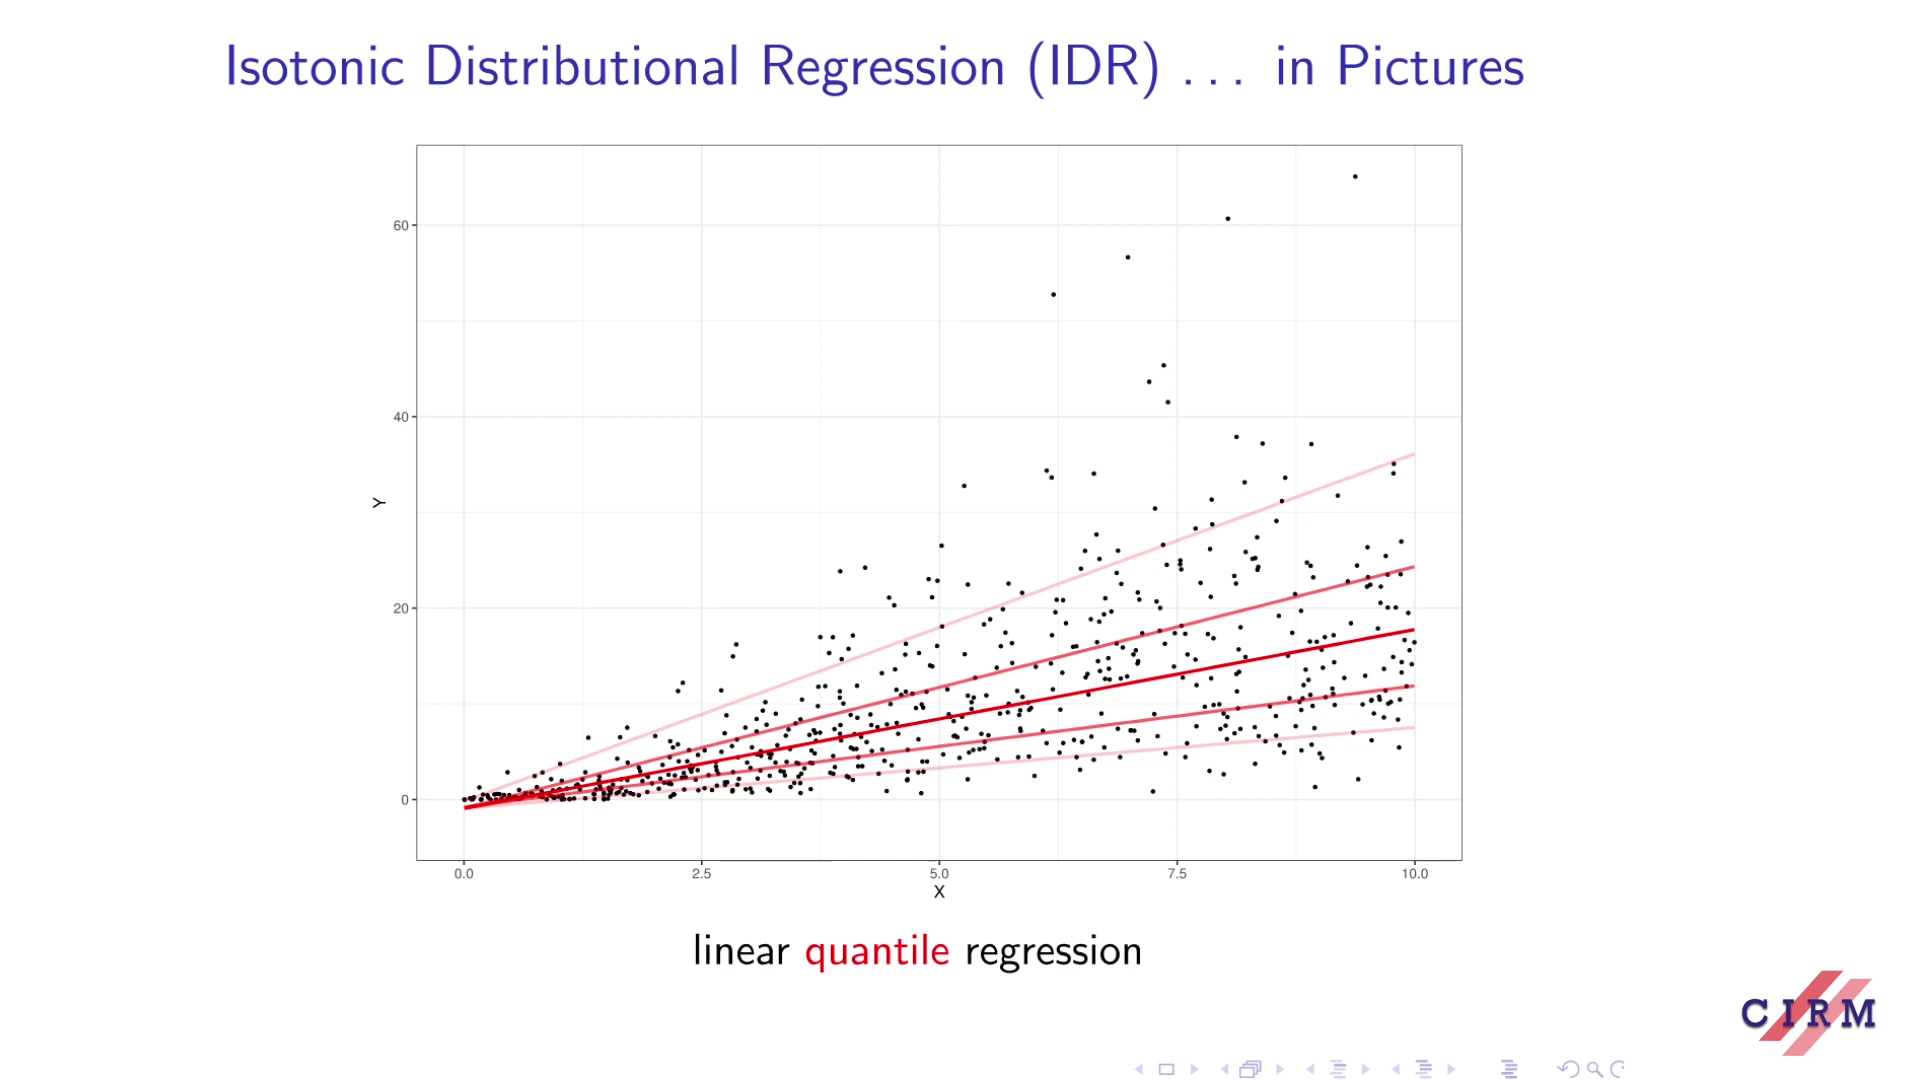 Isotonic Distributional Regression (IDR) . . . in Pictures
60
40
20
0
Y
0.0 2.5 5.0 7.5 10.0
X
linear quantile regression
CIRM